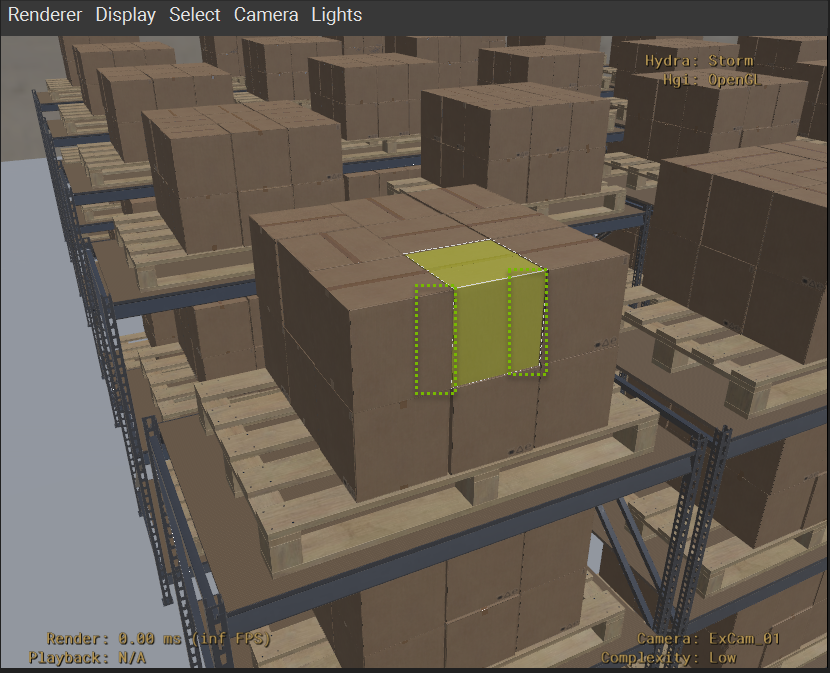 Renderer Display Select Camera Lights
Hydra: Storm
Hgi: OpenGL
Render: 0.00 ms (inf FPS)
Playback: N/A
Camera: ExCam_01
Complexity: Low